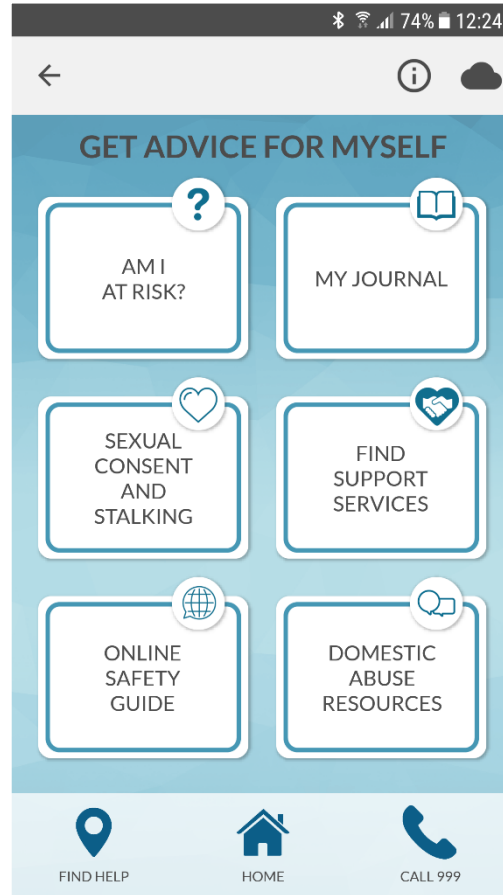 74% 12:24
GET ADVICE FOR MYSELF
?
AM I
AT RISK?
MY JOURNAL
SEXUAL
CONSENT
AND
STALKING
FIND
SUPPORT
SERVICES
ONLINE
SAFETY
GUIDE
DOMESTIC
ABUSE
RESOURCES
FIND HELP
HOME
CALL 999